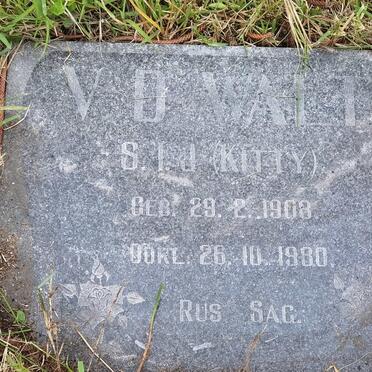 V D WALT
S. I. J (KITTY)
GEB. 29. 2. 1908
OORL. 26. 10. 1980
RUS SAG.